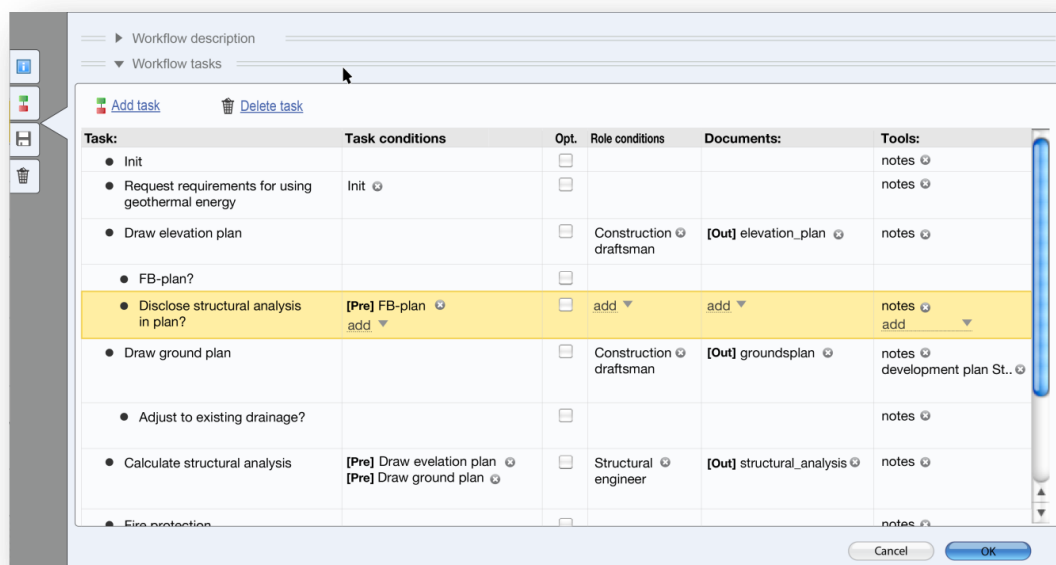 Workflow description
Workflow tasks
Add task Delete task
Task: Task conditions Opt. Role conditions Documents: Tools:
Init notes
Request requirements for using Init notes
geothermal energy
Draw elevation plan Construction [Out] elevation_plan notes
draftsman
FB-plan?
Disclose structural analysis [Pre] FB-plan add add notes
in plan? add add
Draw ground plan Construction [Out] groundsplan notes
draftsman development plan St..
Adjust to existing drainage? notes
Calculate structural analysis [Pre] Draw evelation plan Structural [Out] structural_analysis notes
[Pre] Draw ground plan engineer
Fire protection notes
Cancel OK